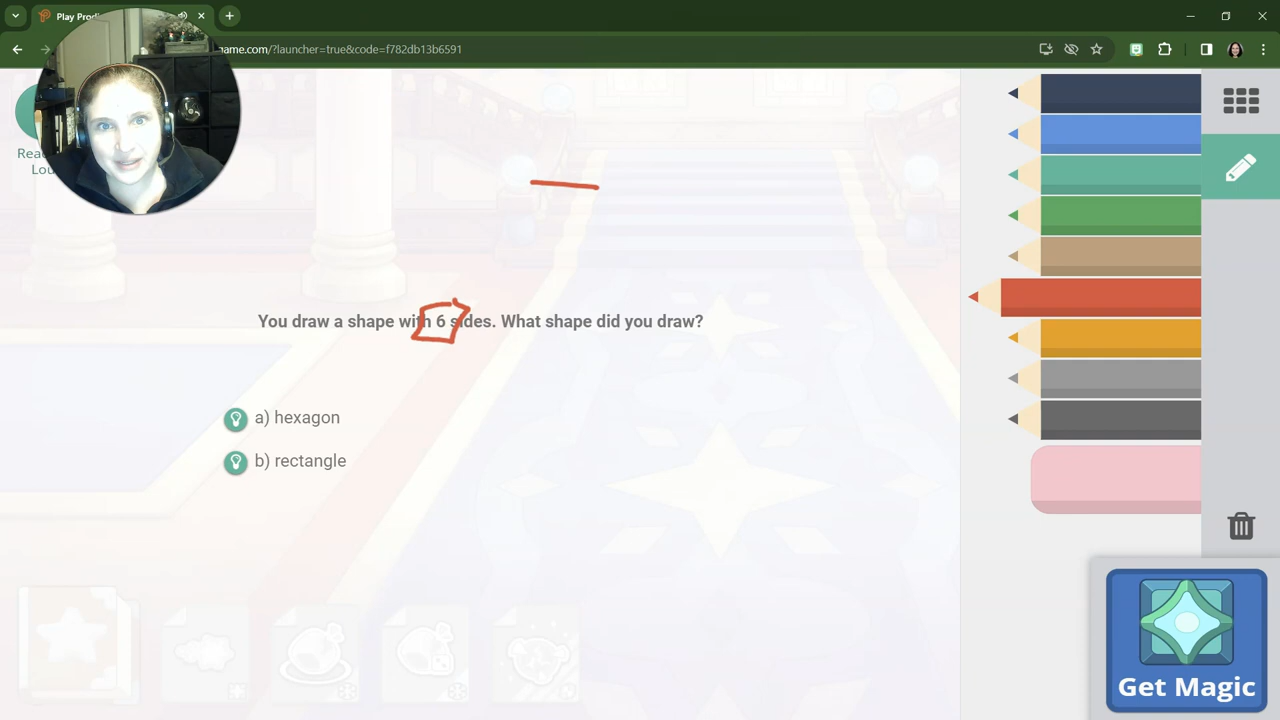 Play Prodi
game.com/?launcher=true&code=f782db13b6591
Rea
Lou
You draw a shape with 6 sides. What shape did you draw?
a) hexagon
b) rectangle
Get Magic